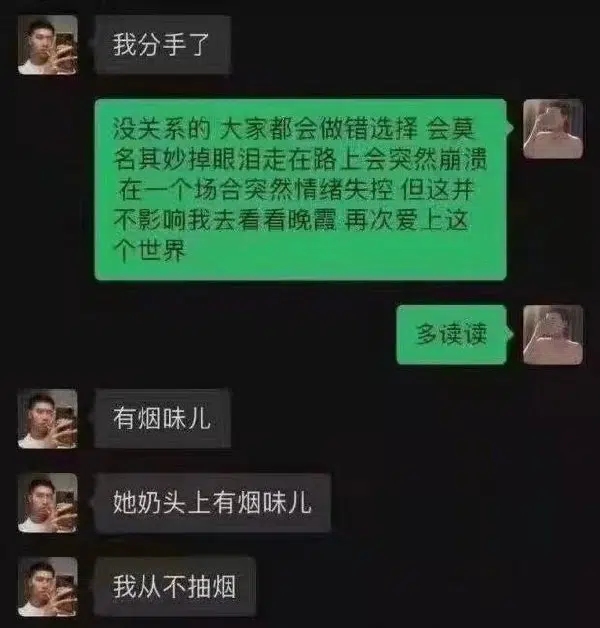 我分手了
没关系的 大家都会做错选择 会莫
名其妙掉眼泪走在路上会突然崩溃
在一个场合突然情绪失控 但这并
不影响我去看看晚霞 再次爱上这
个世界
多读读
有烟味儿
她奶头上有烟味儿
我从不抽烟